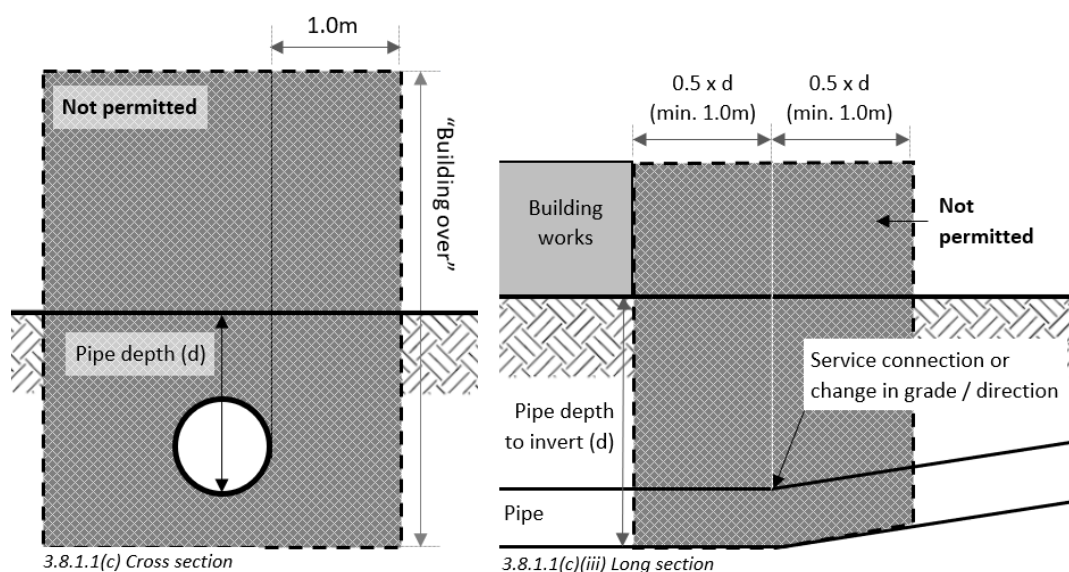 1.0m
Not permitted
"Building over"
Pipe depth (d)
3.8.1.1(c) Cross section
0.5 x d
(min. 1.0m)
0.5 x d
(min. 1.0m)
Building
works
Not
permitted
Service connection or
change in grade / direction
Pipe depth
to invert (d)
Pipe
3.8.1.1(c)(iii) Long section